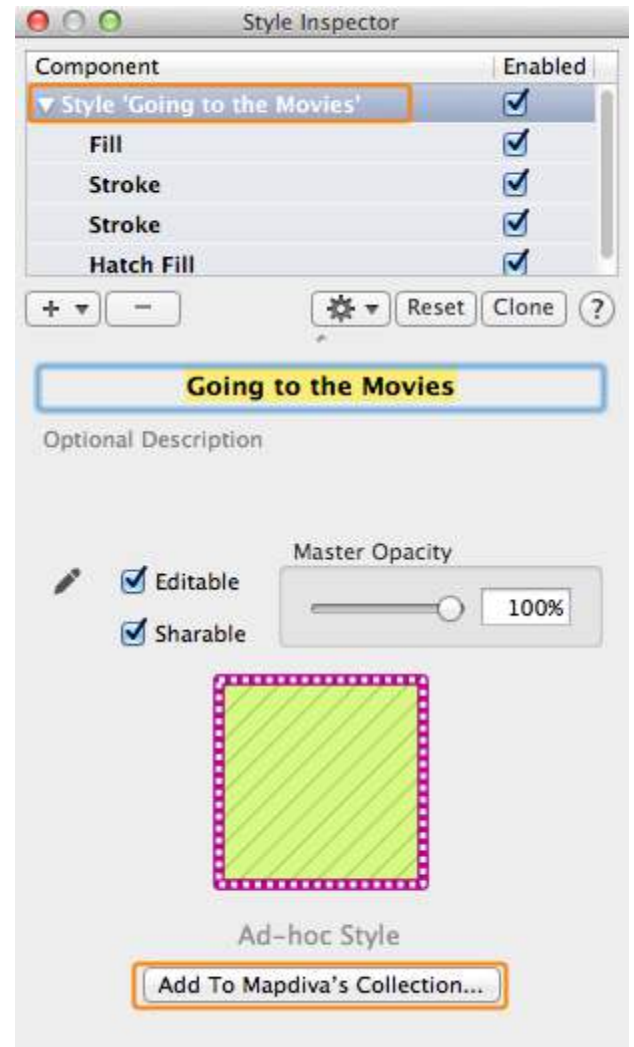 Style Inspector
Component Enabled
Style 'Going to the Movies'
Fill
Stroke
Stroke
Hatch Fill
+ − Reset Clone ?
Going to the Movies
Optional Description
Master Opacity
Editable
100%
Sharable
Ad-hoc Style
Add To Mapdiva's Collection...